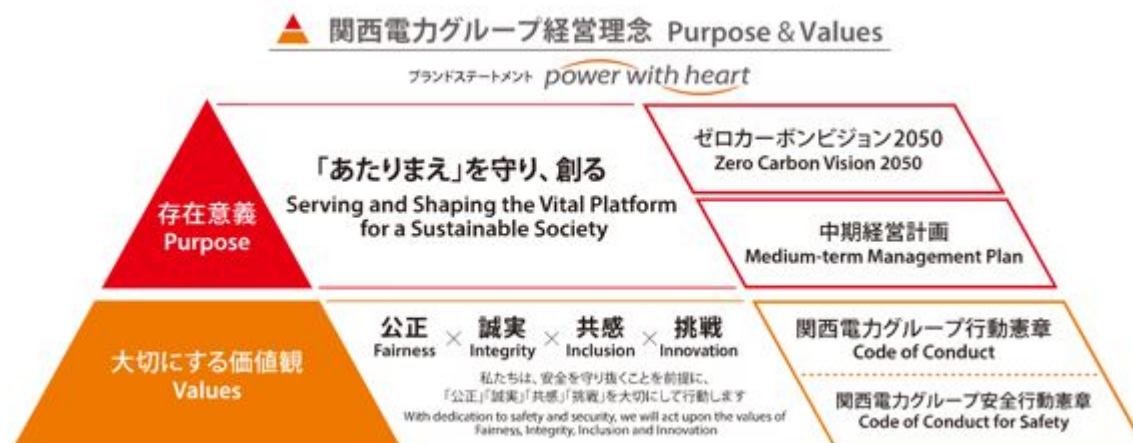 関西電力グループ経営理念 Purpose & Values
ブランドステートメント power with heart
存在意義
Purpose
「あたりまえ」を守り、創る
Serving and Shaping the Vital Platform
for a Sustainable Society
ゼロカーボンビジョン2050
Zero Carbon Vision 2050
中期経営計画
Medium-term Management Plan
大切にする価値観
Values
公正 × 誠実 × 共感 × 挑戦
Fairness Integrity Inclusion Innovation
私たちは、安全を守り抜くことを前提に、
「公正」「誠実」「共感」「挑戦」を大切にして行動します
With dedication to safety and security, we will act upon the values of
Fairness, Integrity, Inclusion and Innovation
関西電力グループ行動憲章
Code of Conduct
関西電力グループ安全行動憲章
Code of Conduct for Safety